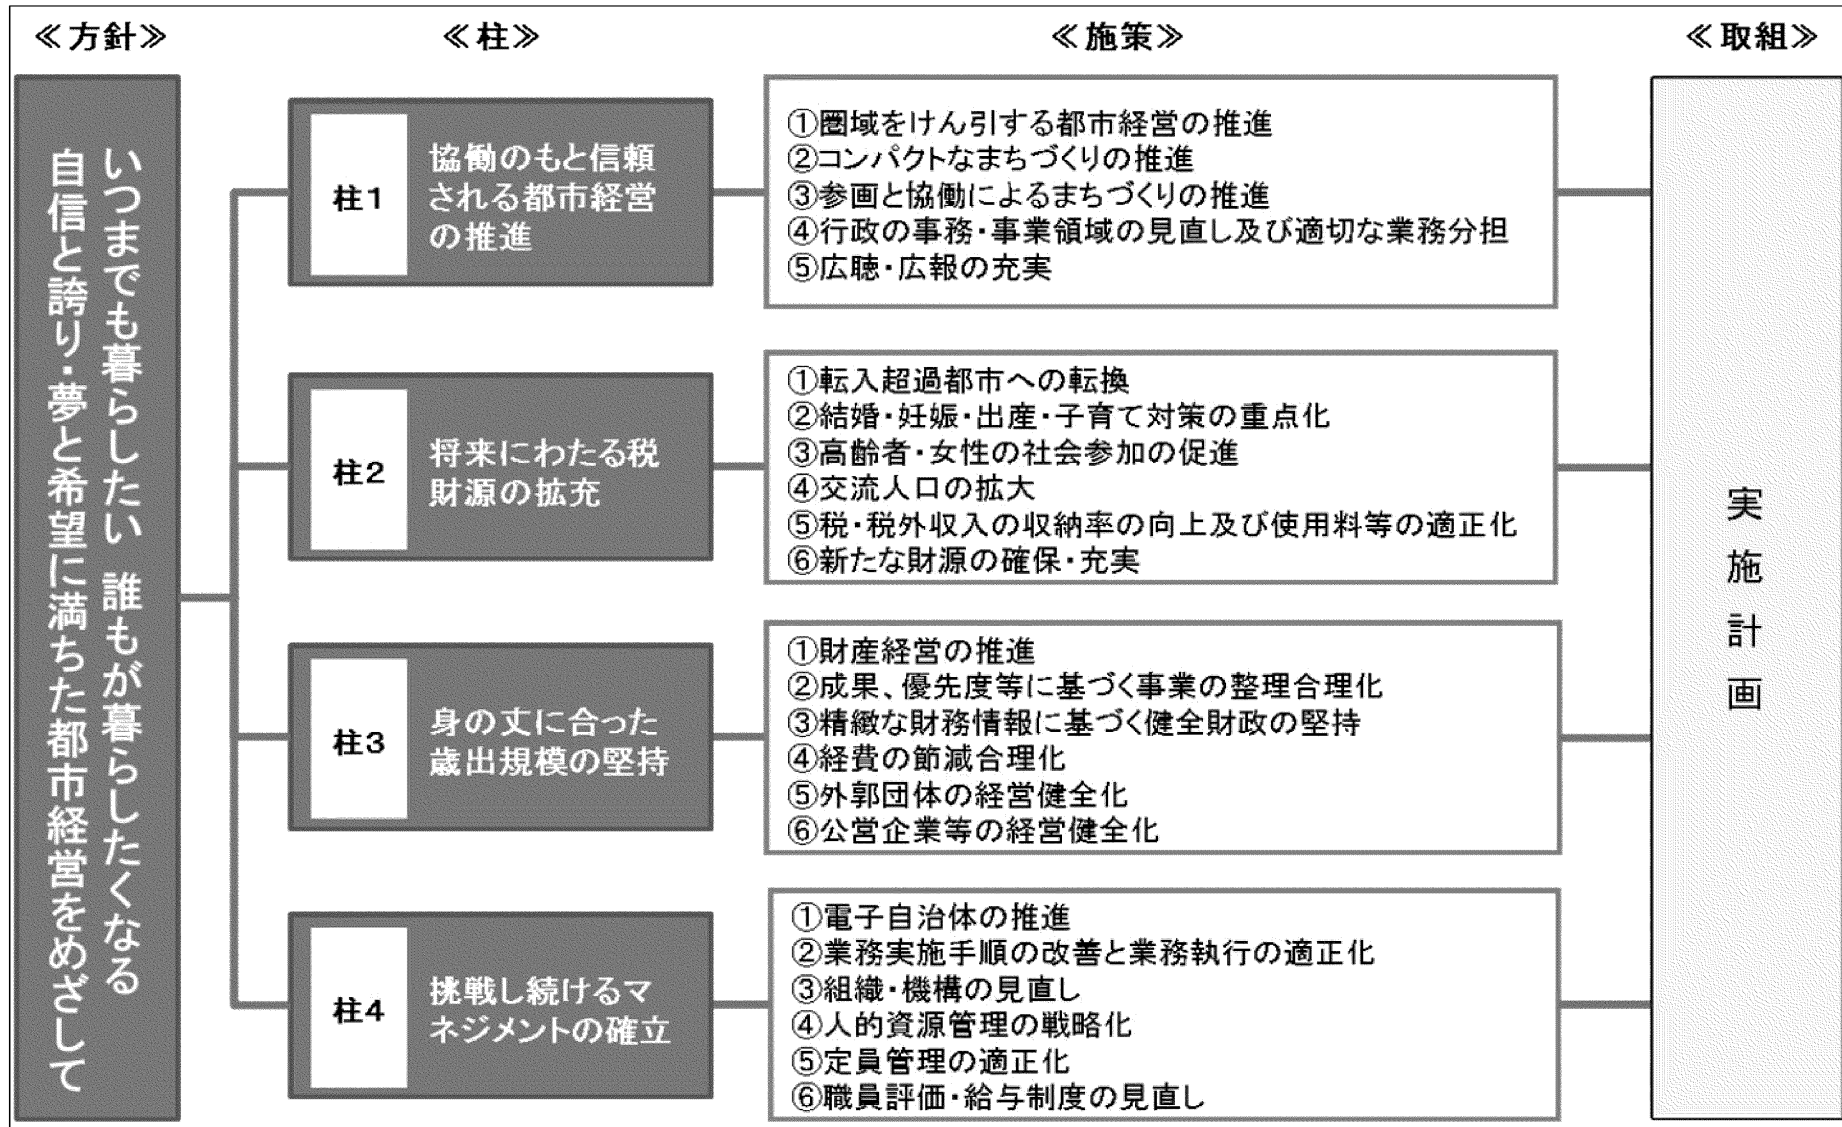 ≪方針≫
≪柱≫
≪施策≫
≪取組≫
いつまでも暮らしたい 誰もが暮らしたくなる
自信と誇り・夢と希望に満ちた都市経営をめざして
柱1
協働のもと信頼
される都市経営
の推進
①圏域をけん引する都市経営の推進
②コンパクトなまちづくりの推進
③参画と協働によるまちづくりの推進
④行政の事務・事業領域の見直し及び適切な業務分担
⑤広聴・広報の充実
柱2
将来にわたる税
財源の拡充
①転入超過都市への転換
②結婚・妊娠・出産・子育て対策の重点化
③高齢者・女性の社会参加の促進
④交流人口の拡大
⑤税・税外収入の収納率の向上及び使用料等の適正化
⑥新たな財源の確保・充実
柱3
身の丈に合った
歳出規模の堅持
①財産経営の推進
②成果、優先度等に基づく事業の整理合理化
③精緻な財務情報に基づく健全財政の堅持
④経費の節減合理化
⑤外郭団体の経営健全化
⑥公営企業等の経営健全化
柱4
挑戦し続けるマ
ネジメントの確立
①電子自治体の推進
②業務実施手順の改善と業務執行の適正化
③組織・機構の見直し
④人的資源管理の戦略化
⑤定員管理の適正化
⑥職員評価・給与制度の見直し
実施計画